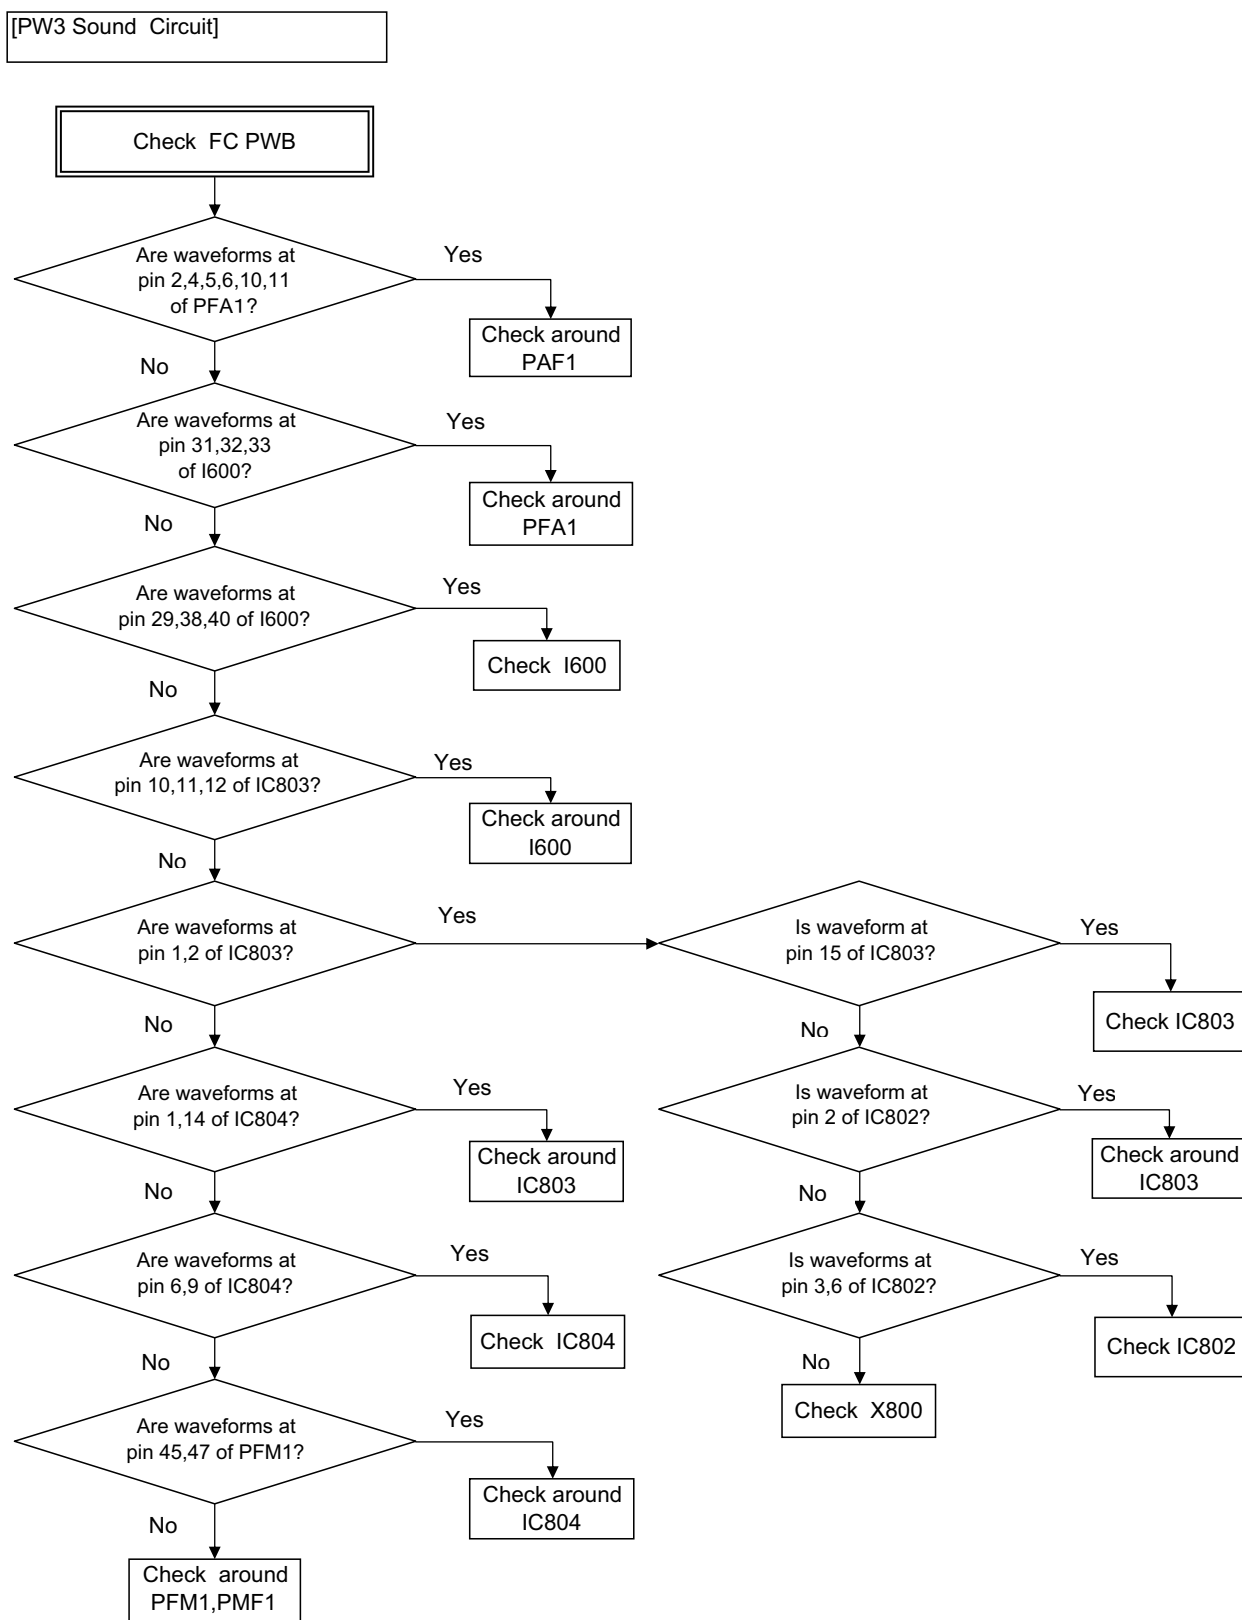 [PW3 Sound Circuit]
Check FC PWB
Are waveforms at
pin 2,4,5,6,10,11
of PFA1?
Yes
Check around
PAF1
No
Are waveforms at
pin 31,32,33
of I600?
Yes
Check around
PFA1
No
Are waveforms at
pin 29,38,40 of I600?
Yes
Check I600
No
Are waveforms at
pin 10,11,12 of IC803?
Yes
Check around
I600
No
Are waveforms at
pin 1,2 of IC803?
Yes
Is waveform at
pin 15 of IC803?
Yes
Check IC803
No
No
Are waveforms at
pin 1,14 of IC804?
Yes
Check around
IC803
Is waveform at
pin 2 of IC802?
Yes
Check around
IC803
No
No
Are waveforms at
pin 6,9 of IC804?
Yes
Check IC804
Is waveforms at
pin 3,6 of IC802?
Yes
Check IC802
No
Check X800
No
Are waveforms at
pin 45,47 of PFM1?
Yes
Check around
IC804
No
Check around
PFM1,PMF1